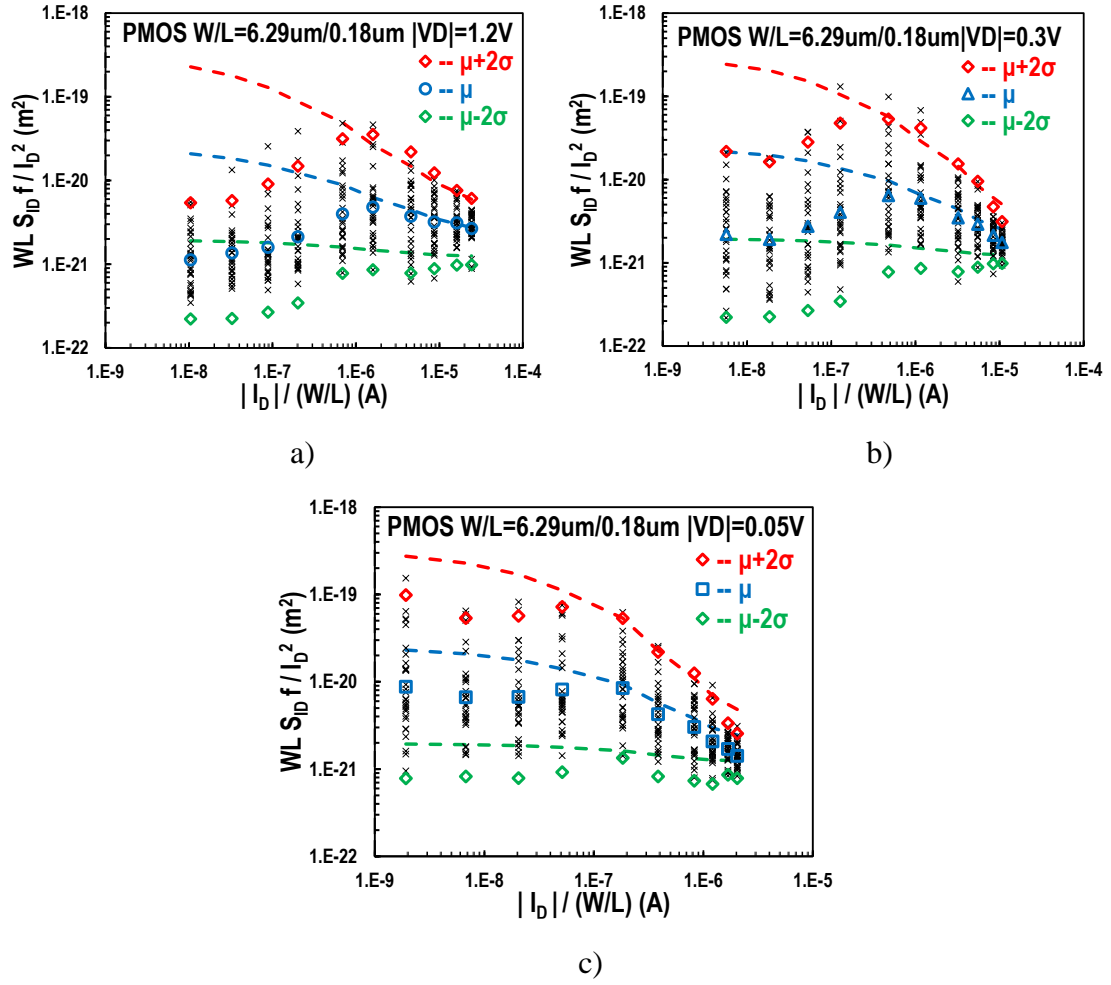 PMOS W/L=6.29um/0.18um |VD|=1.2V
-- μ+2σ
-- μ
-- μ-2σ
WL S_ID f / I_D^2 (m^2)
1.E-18
1.E-19
1.E-20
1.E-21
1.E-22
1.E-9 1.E-8 1.E-7 1.E-6 1.E-5 1.E-4
| I_D | / (W/L) (A)
a)
PMOS W/L=6.29um/0.18um|VD|=0.3V
-- μ+2σ
-- μ
-- μ-2σ
WL S_ID f / I_D^2 (m^2)
1.E-18
1.E-19
1.E-20
1.E-21
1.E-22
1.E-9 1.E-8 1.E-7 1.E-6 1.E-5 1.E-4
| I_D | / (W/L) (A)
b)
PMOS W/L=6.29um/0.18um |VD|=0.05V
-- μ+2σ
-- μ
-- μ-2σ
WL S_ID f / I_D^2 (m^2)
1.E-18
1.E-19
1.E-20
1.E-21
1.E-22
1.E-9 1.E-8 1.E-7 1.E-6 1.E-5
| I_D | / (W/L) (A)
c)